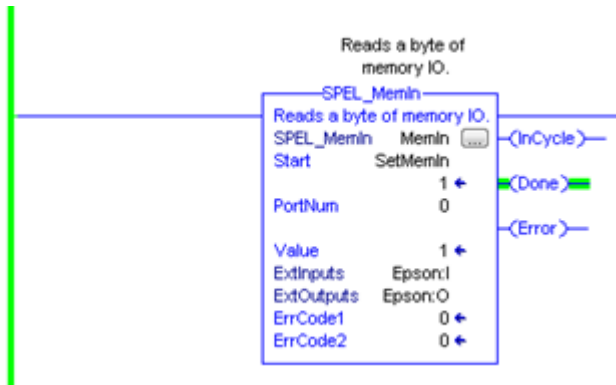 Reads a byte of
memory IO.
SPEL_MemIn
Reads a byte of memory IO.
SPEL_MemIn MemIn ...
Start SetMemIn
1
PortNum 0
Value 1
ExtInputs Epson:I
ExtOutputs Epson:O
ErrCode1 0
ErrCode2 0
(InCycle)
(Done)
(Error)